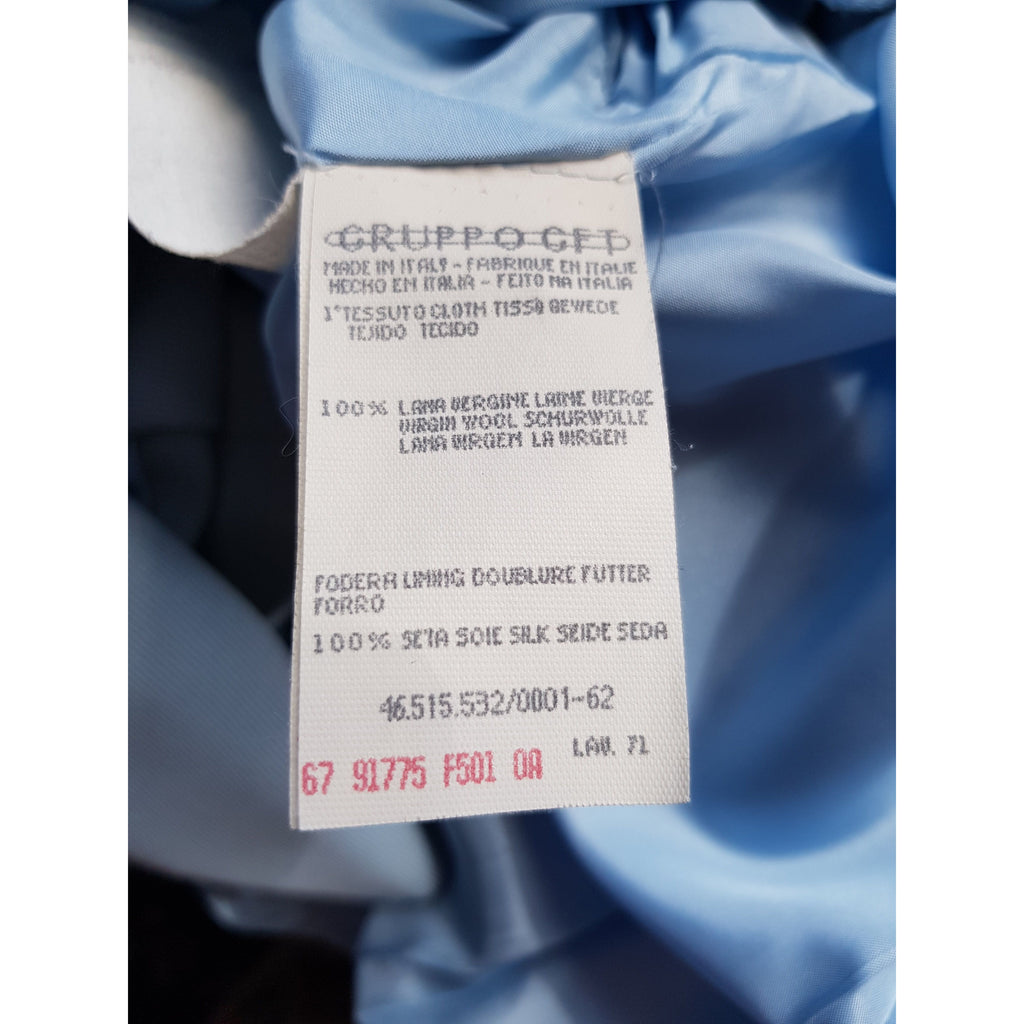 GRUPPO GFT
MADE IN ITALY - FABRIQUE EN ITALIE
HECHO EN ITALIA - FEITO NA ITALIA
1°TESSUTO CLOTH TISSU GEWEDE
TEJIDO TECIDO
100% LANA VERGINE LAINE VIERGE
VIRGIN WOOL SCHURWOLLE
LANA VIRGEM LA VIRGEN
FODERA LINING DOUBLURE FUTTER
FORRO
100% SETA SOIE SILK SEIDE SEDA
46.515.532/0001-62
LAV. 71
67 91775 F501 0A